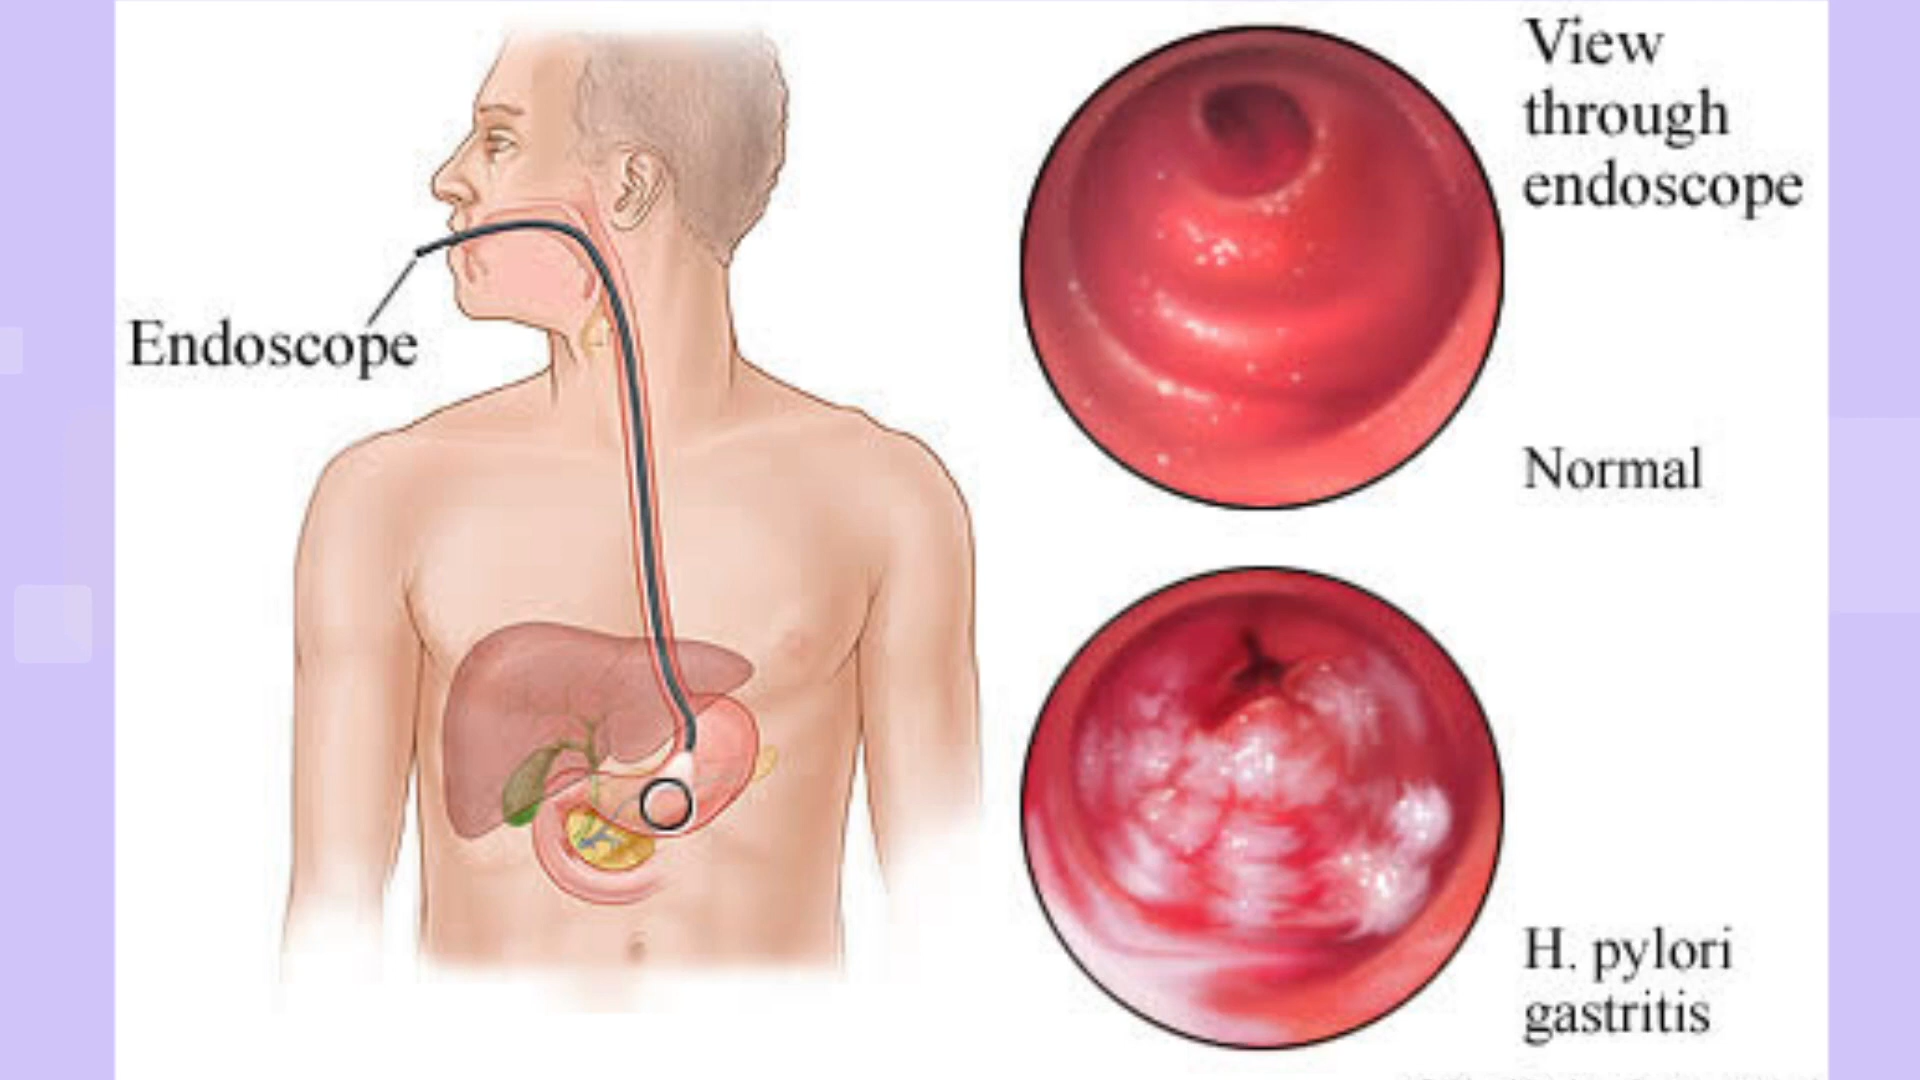 View
through
endoscope
Endoscope
Normal
H. pylori
gastritis